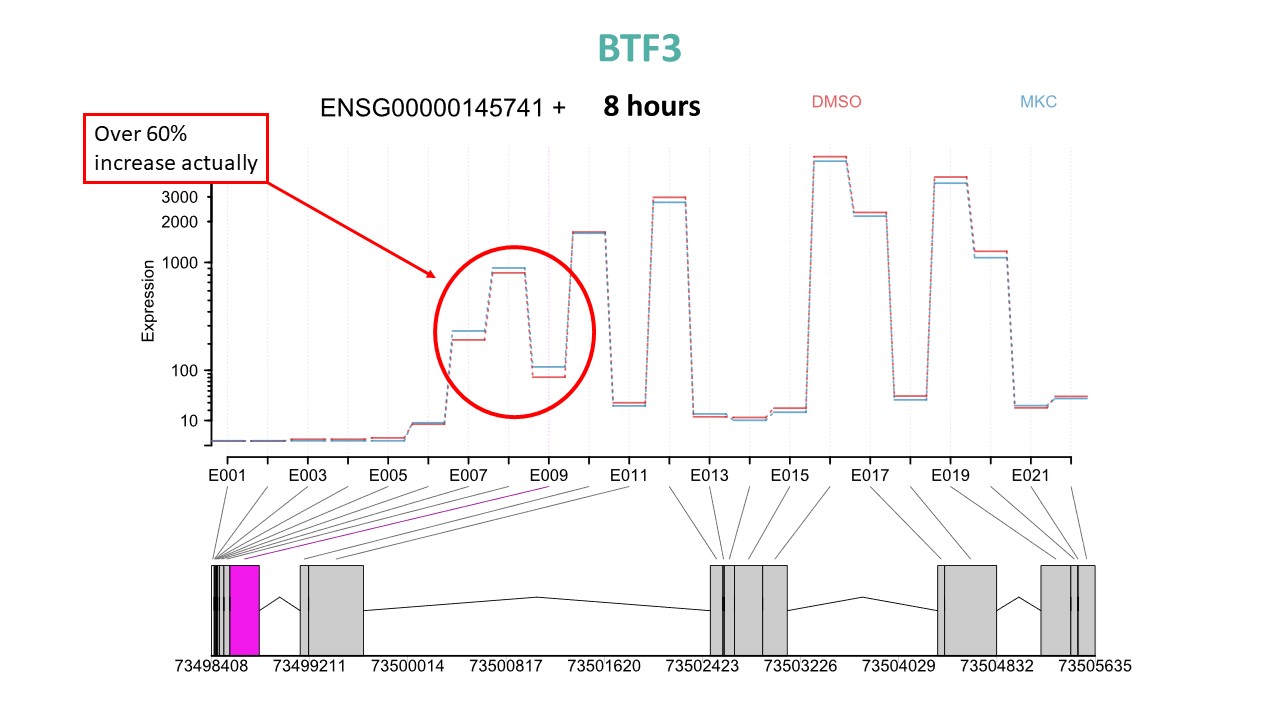 BTF3
ENSG00000145741 + 8 hours DMSO MKC
Over 60%
increase actually
3000
2000
1000
100
10
Expression
E001 E003 E005 E007 E009 E011 E013 E015 E017 E019 E021
73498408 73499211 73500014 73500817 73501620 73502423 73503226 73504029 73504832 73505635